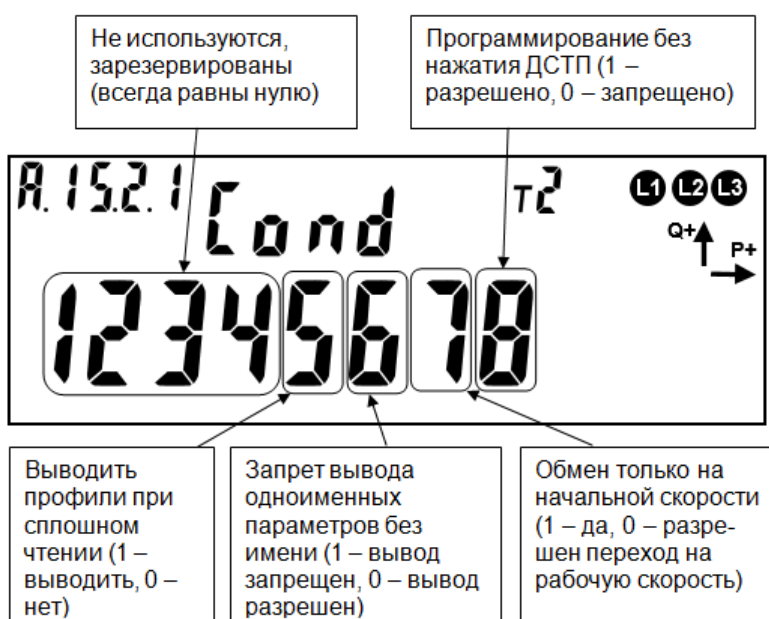 Не используются,
зарезервированы
(всегда равны нулю)
Программирование без
нажатия ДСТП (1 –
разрешено, 0 – запрещено)
A.15.2.1
Cond
T2
L1 L2 L3
Q+
P+
12345678
Выводить
профили при
сплошном
чтении (1 –
выводить, 0 –
нет)
Запрет вывода
одноименных
параметров без
имени (1 – вывод
запрещен, 0 – вывод
разрешен)
Обмен только на
начальной скорости
(1 – да, 0 – разре-
шен переход на
рабочую скорость)